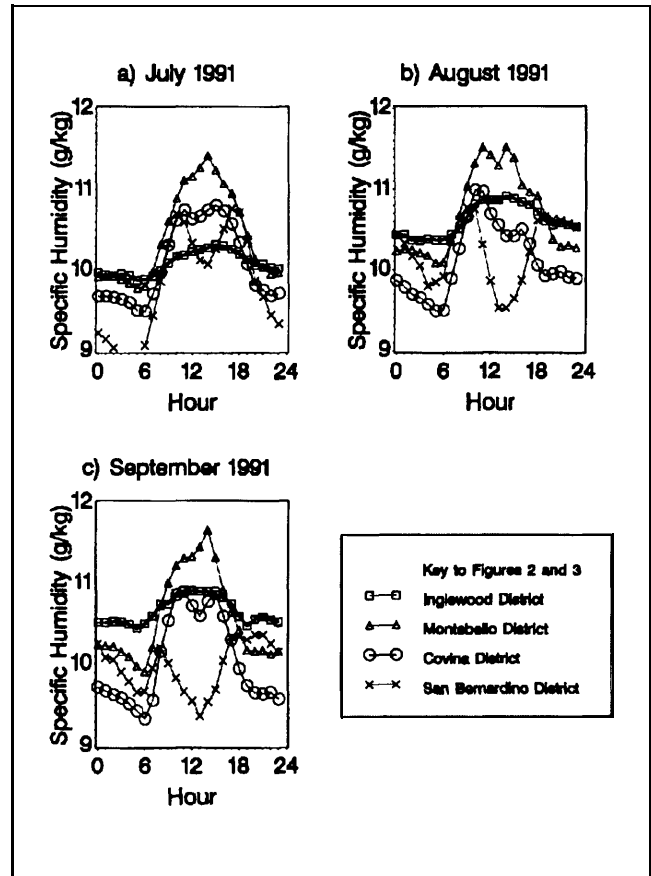 a) July 1991
12
11
10
9
Specific Humidity (g/kg)
0 6 12 18 24
Hour
b) August 1991
12
11
10
9
Specific Humidity (g/kg)
0 6 12 18 24
Hour
c) September 1991
12
11
10
9
Specific Humidity (g/kg)
0 6 12 18 24
Hour
Key to Figures 2 and 3
Inglewood District
Montebello District
Covina District
San Bernardino District